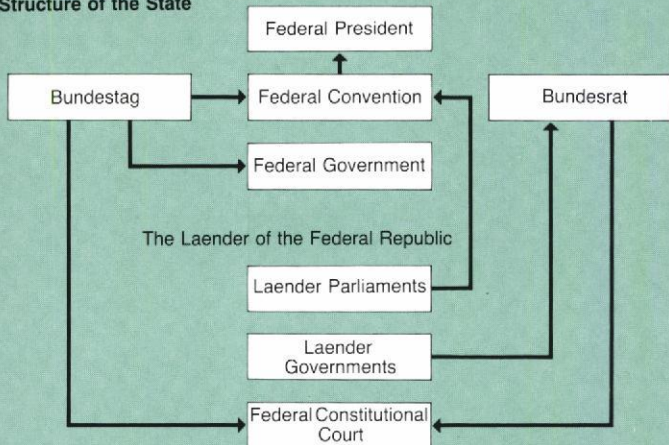 Structure of the State
Federal President
Bundestag
Federal Convention
Bundesrat
Federal Government
The Laender of the Federal Republic
Laender Parliaments
Laender
Governments
Federal Constitutional
Court